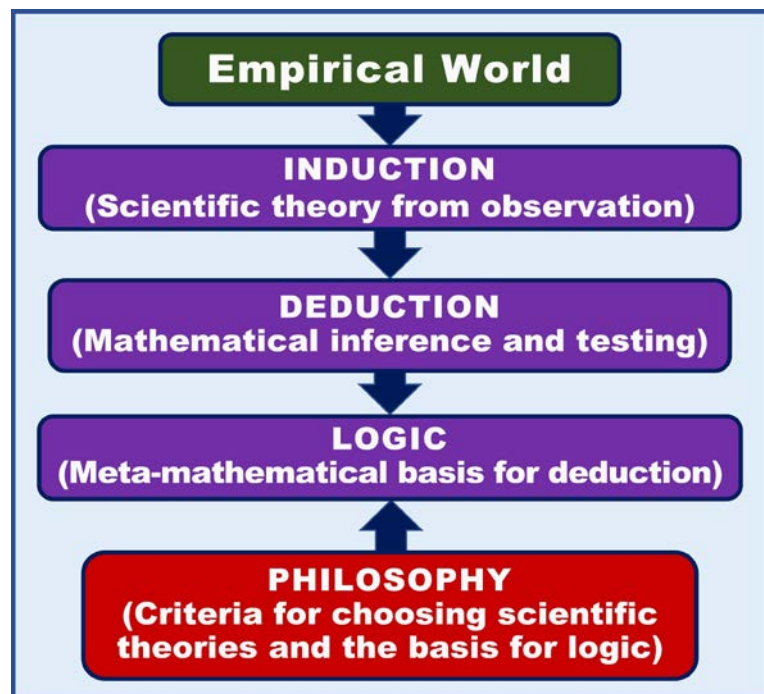 Empirical World
INDUCTION
(Scientific theory from observation)
DEDUCTION
(Mathematical inference and testing)
LOGIC
(Meta-mathematical basis for deduction)
PHILOSOPHY
(Criteria for choosing scientific
theories and the basis for logic)